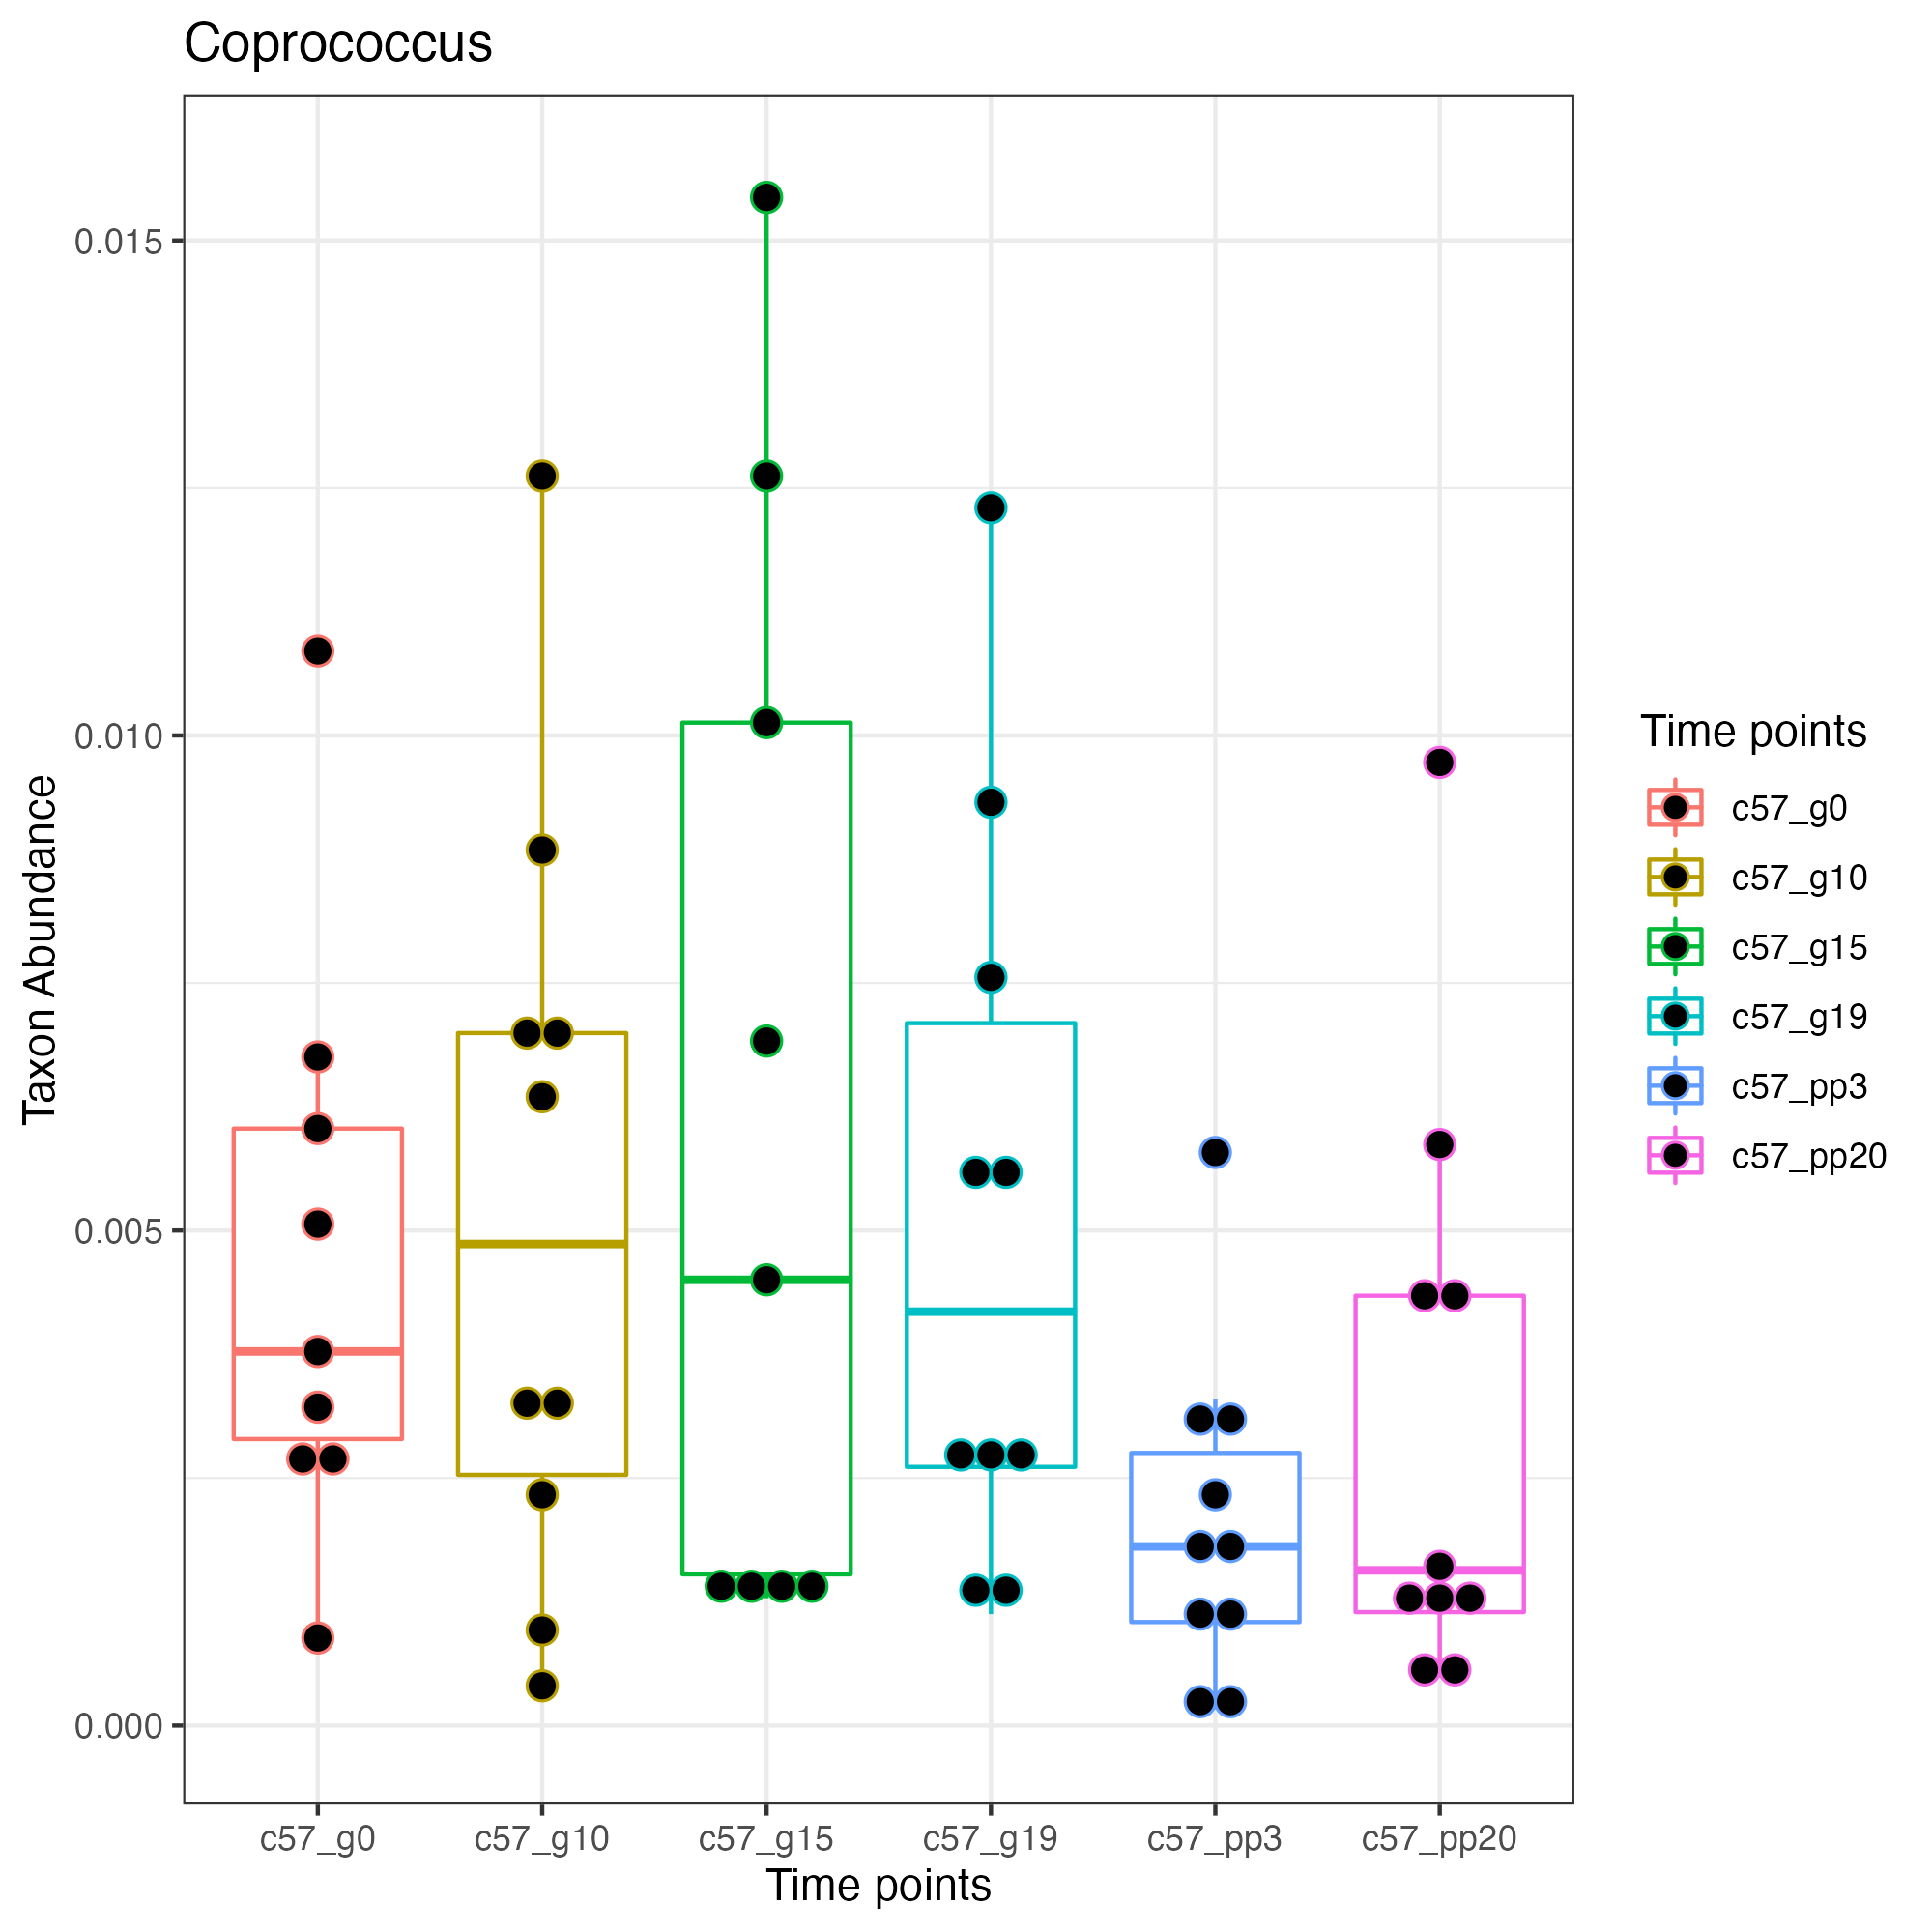 Coprococcus
Taxon Abundance
0.015
0.010
0.005
0.000
c57_g0 c57_g10 c57_g15 c57_g19 c57_pp3 c57_pp20
Time points
Time points
c57_g0
c57_g10
c57_g15
c57_g19
c57_pp3
c57_pp20